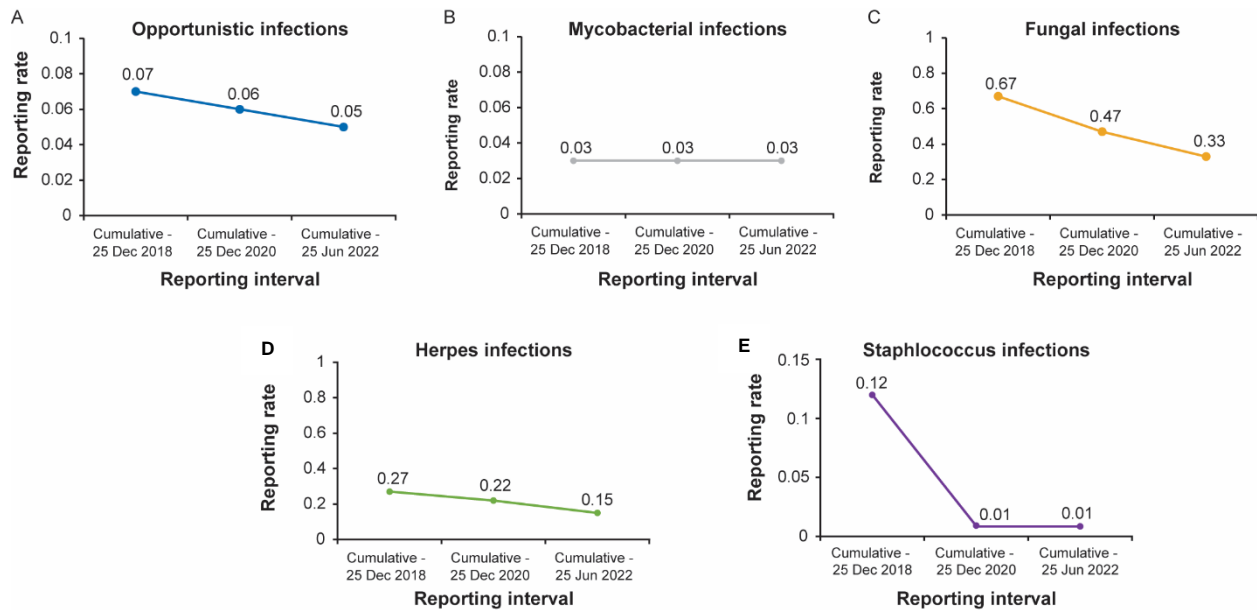 A
Opportunistic infections
Reporting rate
0.1
0.08
0.06
0.04
0.02
0
0.07
0.06
0.05
Cumulative -
25 Dec 2018
Cumulative -
25 Dec 2020
Cumulative -
25 Jun 2022
Reporting interval
B
Mycobacterial infections
Reporting rate
0.1
0.08
0.06
0.04
0.02
0
0.03
0.03
0.03
Cumulative -
25 Dec 2018
Cumulative -
25 Dec 2020
Cumulative -
25 Jun 2022
Reporting interval
C
Fungal infections
Reporting rate
1
0.8
0.6
0.4
0.2
0
0.67
0.47
0.33
Cumulative -
25 Dec 2018
Cumulative -
25 Dec 2020
Cumulative -
25 Jun 2022
Reporting interval
D
Herpes infections
Reporting rate
1
0.8
0.6
0.4
0.2
0
0.27
0.22
0.15
Cumulative -
25 Dec 2018
Cumulative -
25 Dec 2020
Cumulative -
25 Jun 2022
Reporting interval
E
Staphlococcus infections
Reporting rate
0.15
0.1
0.05
0
0.12
0.01
0.01
Cumulative -
25 Dec 2018
Cumulative -
25 Dec 2020
Cumulative -
25 Jun 2022
Reporting interval